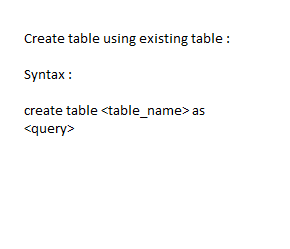 Create table using existing table :
Syntax :
create table <table_name> as
<query>